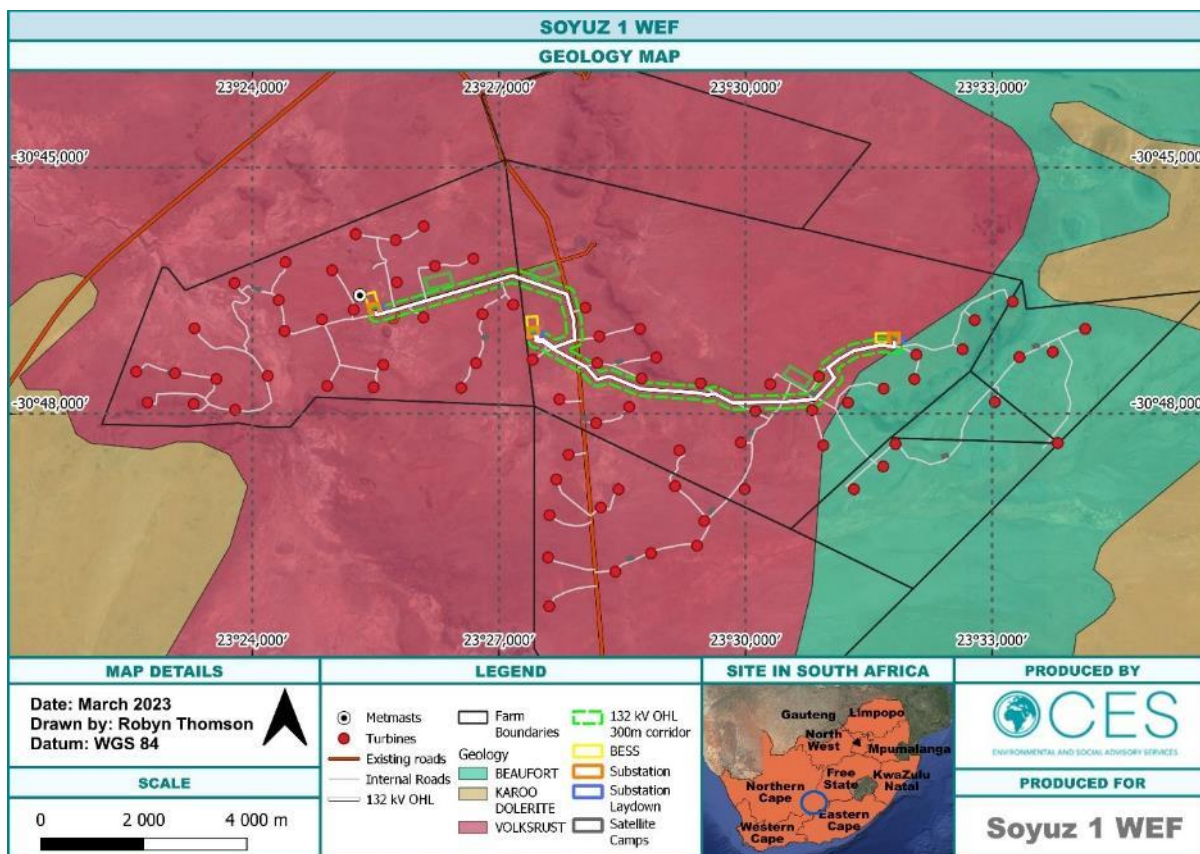 SOYUZ 1 WEF
GEOLOGY MAP
23°24,000'
23°27,000'
23°30,000'
23°33,000'
-30°45,000'
-30°45,000'
-30°48,000'
-30°48,000'
23°24,000'
23°27,000'
23°30,000'
23°33,000'
MAP DETAILS
Date: March 2023
Drawn by: Robyn Thomson
Datum: WGS 84
SCALE
0 2 000 4 000 m
LEGEND
Metmasts
Turbines
Existing roads
Internal Roads
132 kV OHL
Farm
Boundaries
Geology
BEAUFORT
KAROO
DOLERITE
VOLKSRUST
132 kV OHL
300m corridor
BESS
Substation
Substation
Laydown
Satellite
Camps
SITE IN SOUTH AFRICA
Limpopo
Gauteng
North
West
Mpumalanga
Free
State
KwaZulu
Natal
Northern
Cape
Eastern
Cape
Western
Cape
PRODUCED BY
CES
ENVIRONMENTAL AND SOCIAL ADVISORY SERVICES
PRODUCED FOR
Soyuz 1 WEF